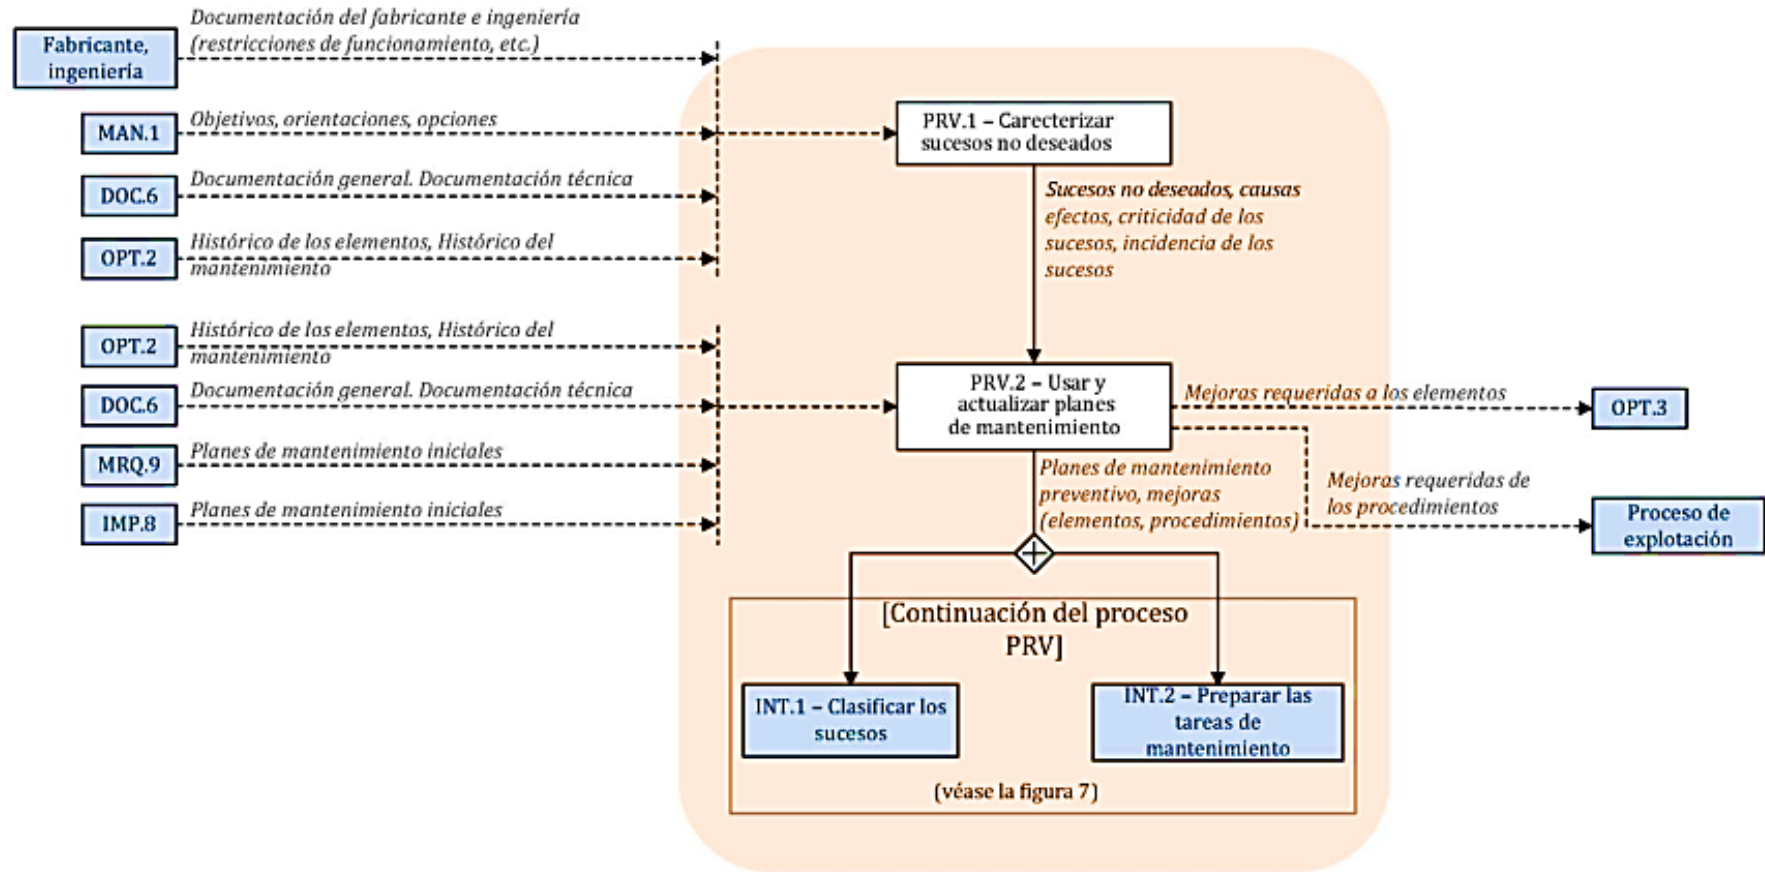 Documentación del fabricante e ingeniería
(restricciones de funcionamiento, etc.)
Fabricante,
ingeniería
MAN.1
Objetivos, orientaciones, opciones
PRV.1 – Carecterizar
sucesos no deseados
DOC.6
Documentación general. Documentación técnica
Sucesos no deseados, causas
efectos, criticidad de los
sucesos, incidencia de los
sucesos
OPT.2
Histórico de los elementos, Histórico del
mantenimiento
OPT.2
Histórico de los elementos, Histórico del
mantenimiento
DOC.6
Documentación general. Documentación técnica
PRV.2 – Usar y
actualizar planes
de mantenimiento
Mejoras requeridas a los elementos
OPT.3
MRQ.9
Planes de mantenimiento iniciales
Planes de mantenimiento
preventivo, mejoras
(elementos, procedimientos)
Mejoras requeridas de
los procedimientos
IMP.8
Planes de mantenimiento iniciales
Proceso de
explotación
[Continuación del proceso
PRV]
INT.1 – Clasificar los
sucesos
INT.2 – Preparar las
tareas de
mantenimiento
(véase la figura 7)